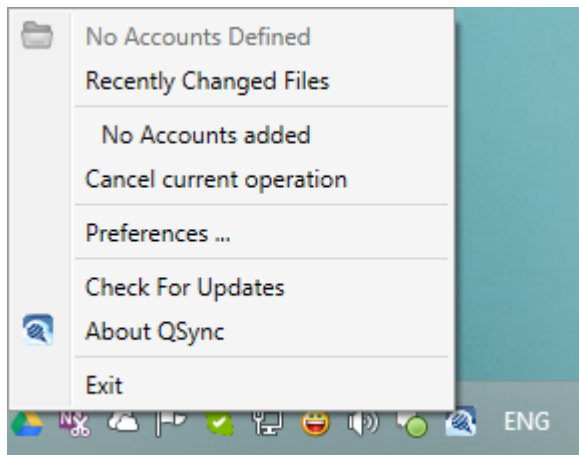 No Accounts Defined
Recently Changed Files
No Accounts added
Cancel current operation
Preferences ...
Check For Updates
About QSync
Exit
ENG